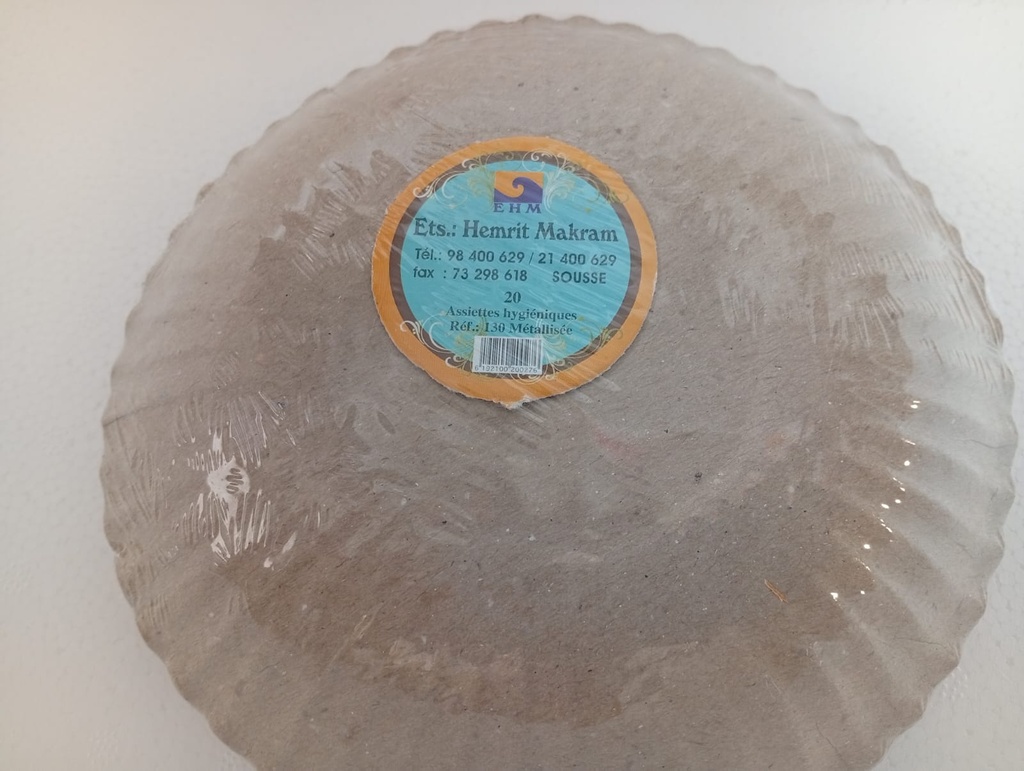 EHM
Ets.: Hemrit Makram
Tél.: 98 400 629 / 21 400 629
fax : 73 298 618 SOUSSE
20
Assiettes hygiéniques
Réf.: 130 Métallisée